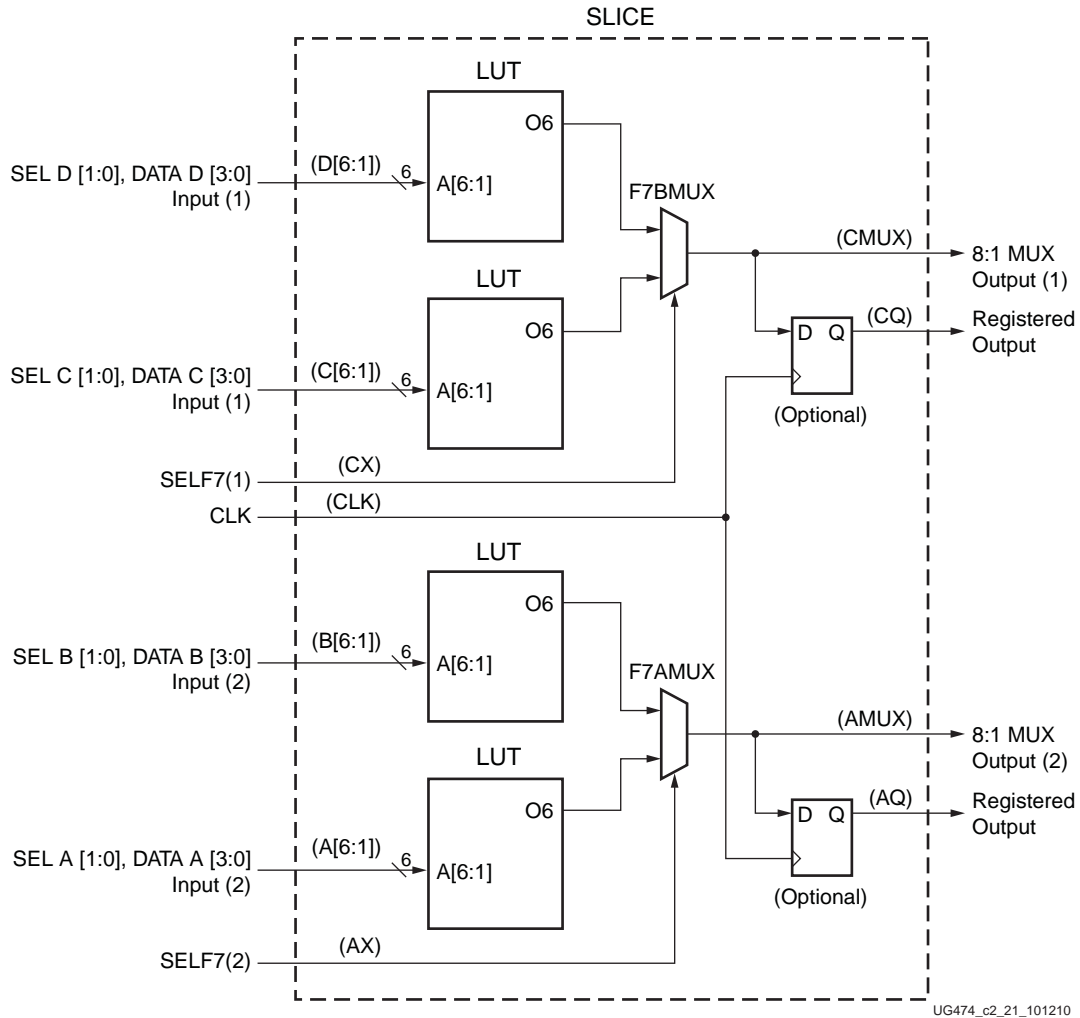 SLICE
LUT
O6
SEL D [1:0], DATA D [3:0]
Input (1)
(D[6:1])
6
A[6:1]
F7BMUX
(CMUX)
8:1 MUX
Output (1)
LUT
O6
D Q
(CQ)
Registered
Output
SEL C [1:0], DATA C [3:0]
Input (1)
(C[6:1])
6
A[6:1]
(Optional)
SELF7(1)
(CX)
CLK
(CLK)
LUT
O6
SEL B [1:0], DATA B [3:0]
Input (2)
(B[6:1])
6
A[6:1]
F7AMUX
(AMUX)
8:1 MUX
Output (2)
LUT
O6
D Q
(AQ)
Registered
Output
SEL A [1:0], DATA A [3:0]
Input (2)
(A[6:1])
6
A[6:1]
(Optional)
SELF7(2)
(AX)
UG474_c2_21_101210